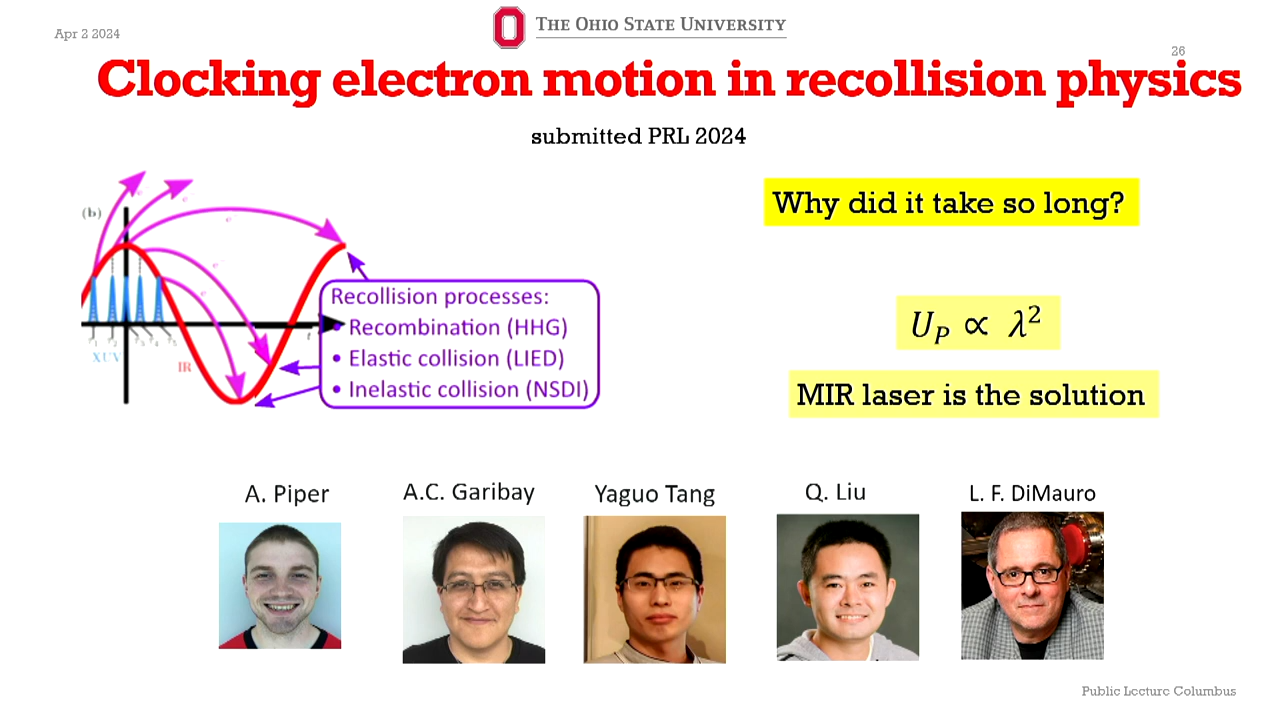 Apr 2 2024
THE OHIO STATE UNIVERSITY
26
Clocking electron motion in recollision physics
submitted PRL 2024
(b)
e⁻
e⁻
e⁻
e⁻
XUV
IR
t
Recollision processes:
• Recombination (HHG)
• Elastic collision (LIED)
• Inelastic collision (NSDI)
Why did it take so long?
U_P ∝ λ²
MIR laser is the solution
A. Piper
A.C. Garibay
Yaguo Tang
Q. Liu
L. F. DiMauro
Public Lecture Columbus